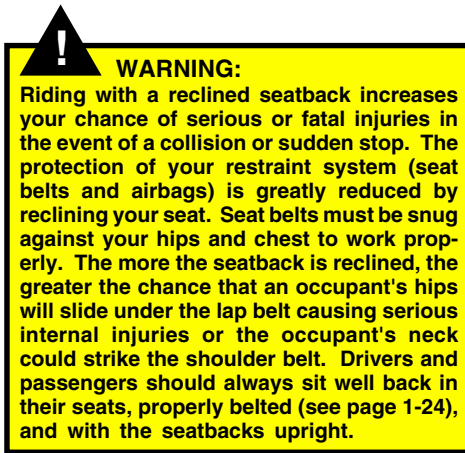 !
WARNING:
Riding with a reclined seatback increases
your chance of serious or fatal injuries in
the event of a collision or sudden stop. The
protection of your restraint system (seat
belts and airbags) is greatly reduced by
reclining your seat. Seat belts must be snug
against your hips and chest to work prop-
erly. The more the seatback is reclined, the
greater the chance that an occupant's hips
will slide under the lap belt causing serious
internal injuries or the occupant's neck
could strike the shoulder belt. Drivers and
passengers should always sit well back in
their seats, properly belted (see page 1-24),
and with the seatbacks upright.